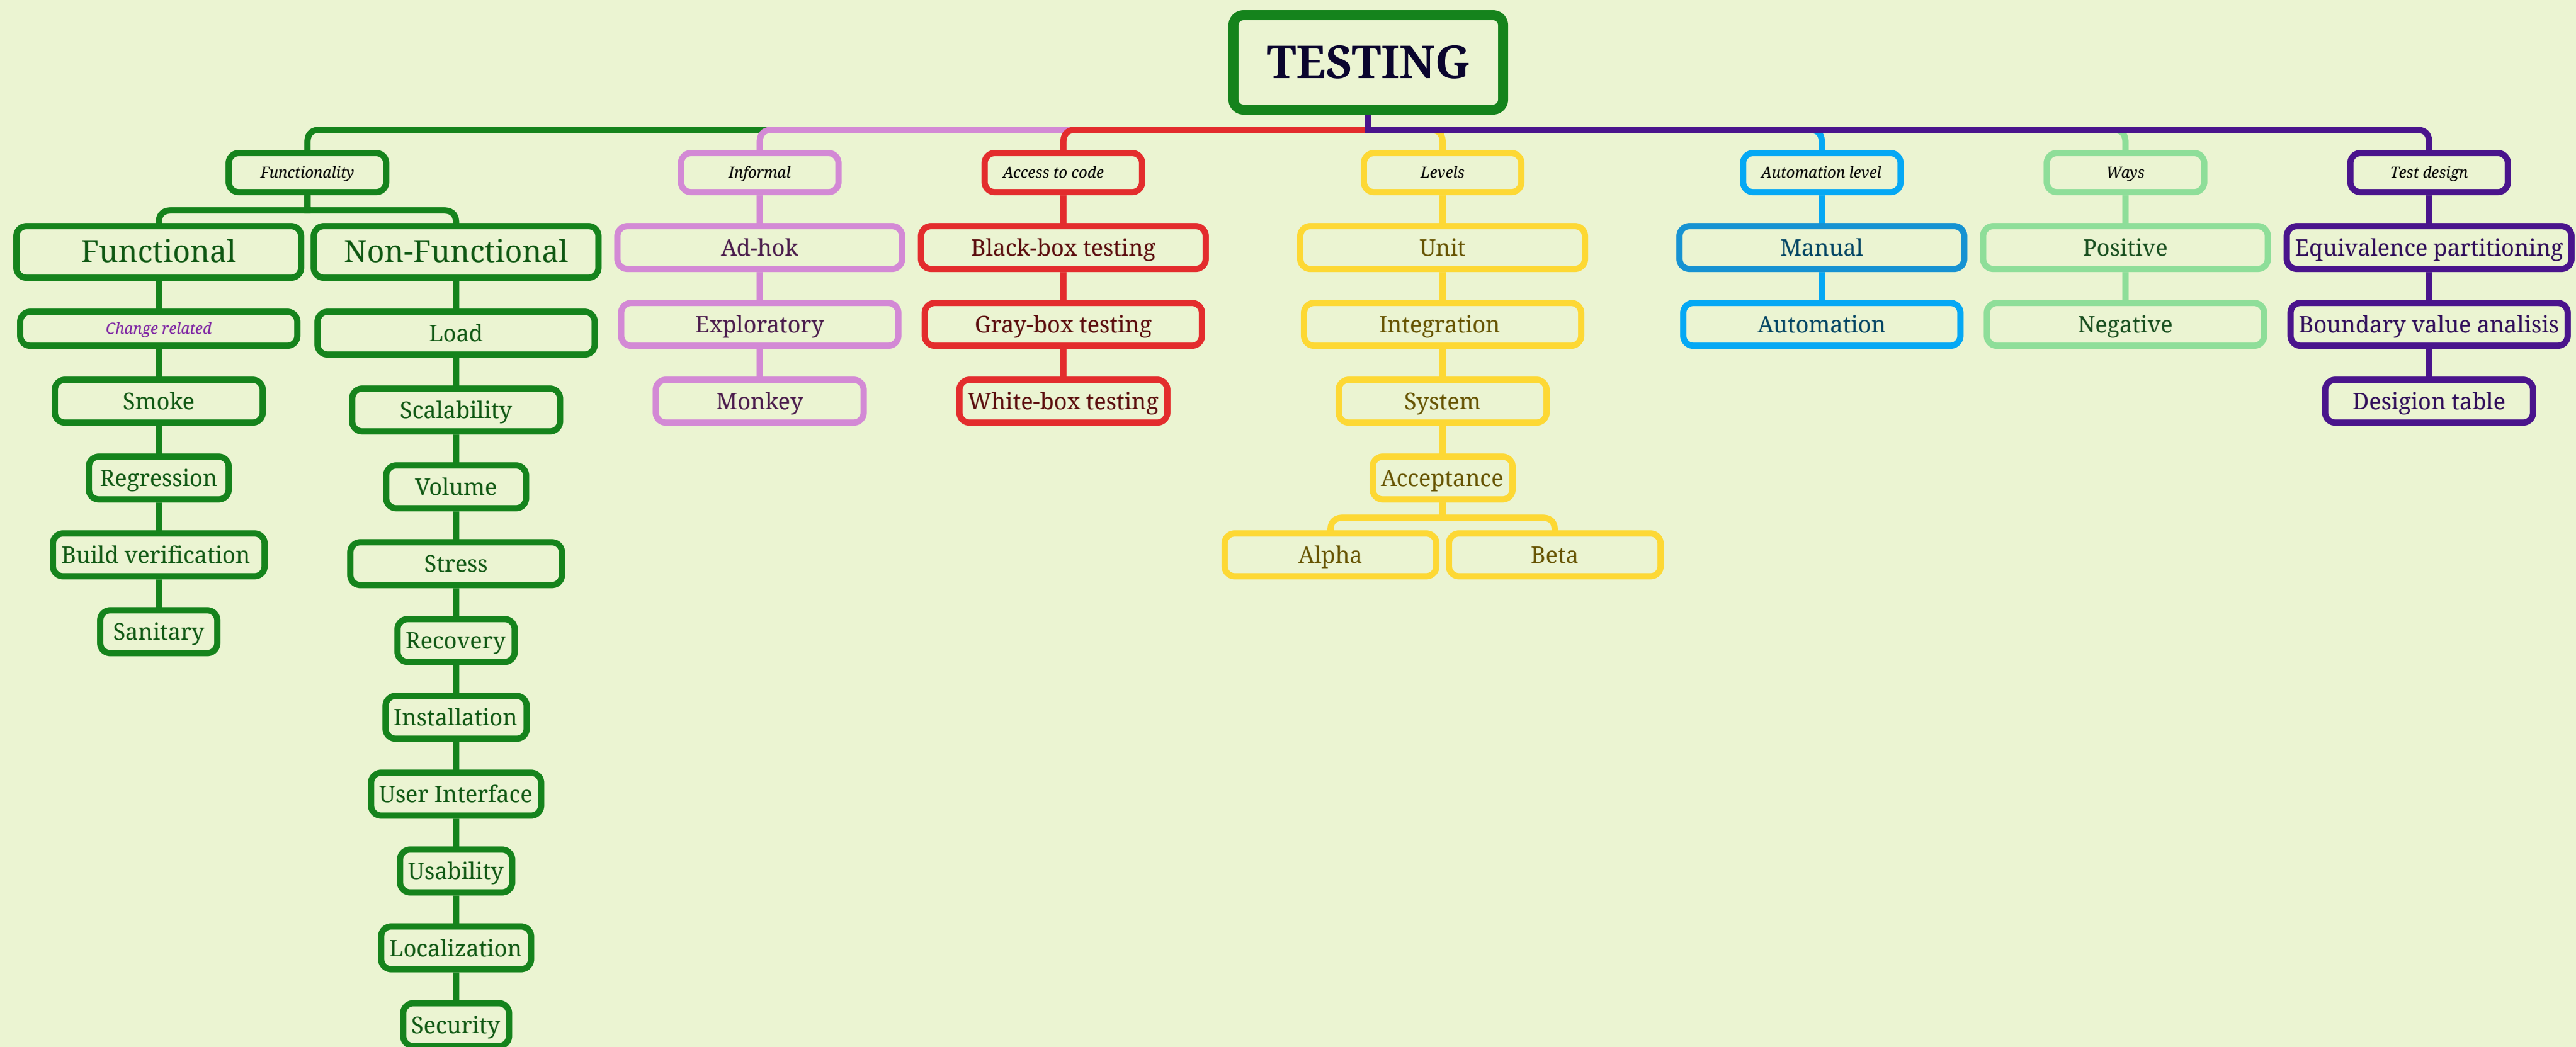 TESTING
Functionality
Informal
Access to code
Levels
Automation level
Ways
Test design
Functional
Non-Functional
Ad-hok
Black-box testing
Unit
Manual
Positive
Equivalence partitioning
Change related
Load
Exploratory
Gray-box testing
Integration
Automation
Negative
Boundary value analisis
Smoke
Scalability
Monkey
White-box testing
System
Desigion table
Regression
Volume
Acceptance
Build verification
Stress
Alpha
Beta
Sanitary
Recovery
Installation
User Interface
Usability
Localization
Security